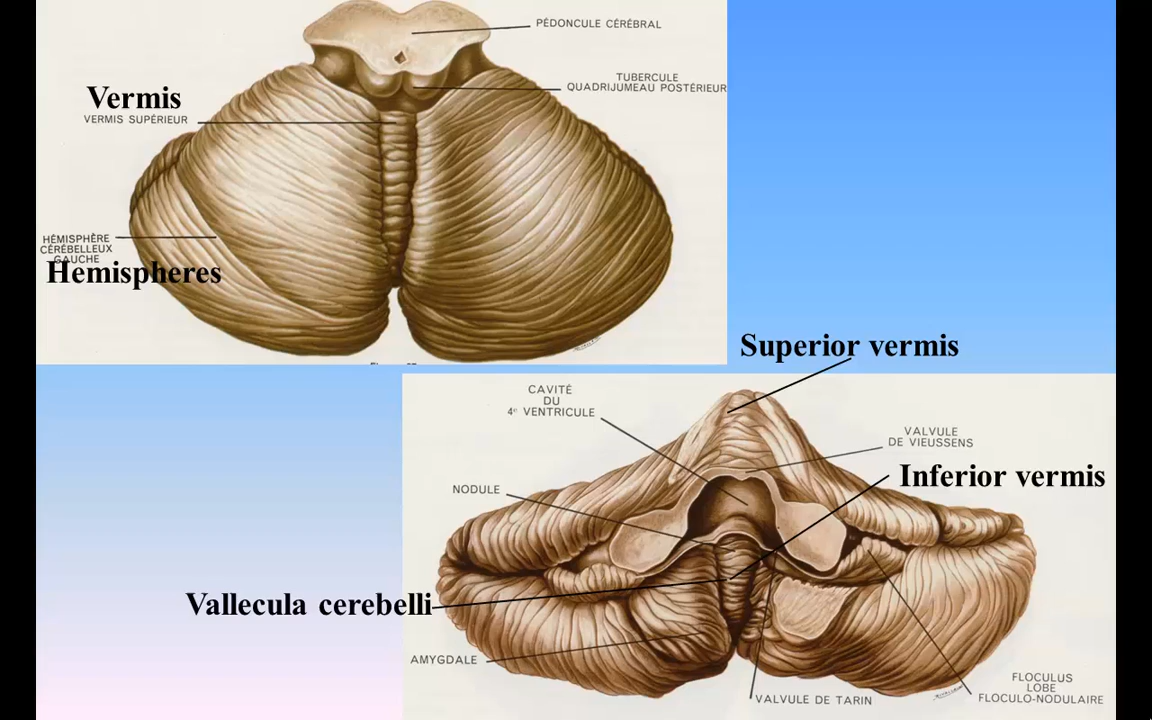 PÉDONCULE CÉRÉBRAL
TUBERCULE
QUADRIJUMEAU POSTÉRIEUR
Vermis
VERMIS SUPÉRIEUR
HÉMISPHÈRE
CÉRÉBELLEUX
GAUCHE
Hemispheres
Superior vermis
CAVITÉ
DU
4e VENTRICULE
VALVULE
DE VIEUSSENS
Inferior vermis
NODULE
Vallecula cerebelli
AMYGDALE
VALVULE DE TARIN
FLOCULUS
LOBE
FLOCULO-NODULAIRE